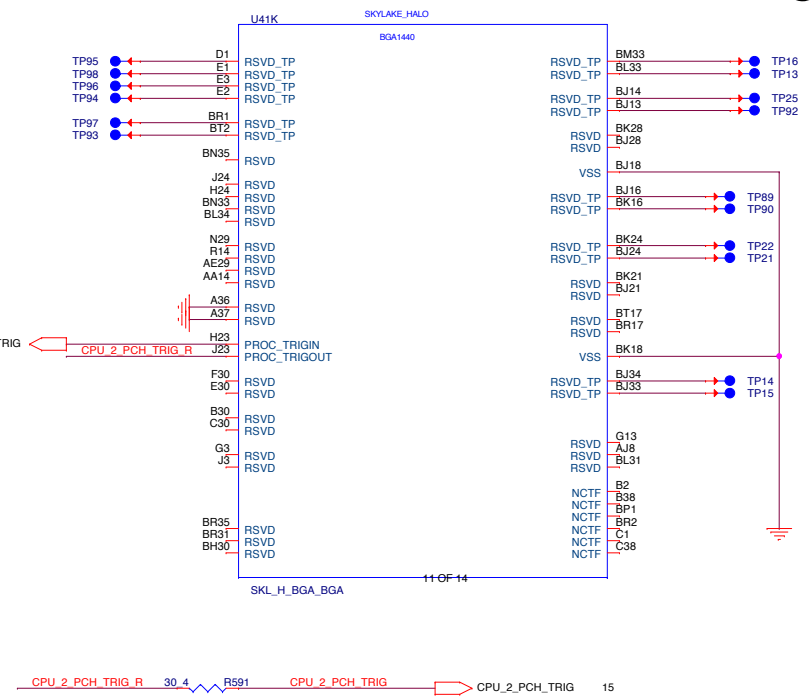 U41K
SKYLAKE_HALO
BGA1440
TP95 D1 RSVD_TP
TP98 E1 RSVD_TP
TP96 E3 RSVD_TP
TP94 E2 RSVD_TP
TP97 BR1 RSVD_TP
TP93 BT2 RSVD_TP
BN35 RSVD
J24 RSVD
H24 RSVD
BN33 RSVD
BL34 RSVD
N29 RSVD
R14 RSVD
AE29 RSVD
AA14 RSVD
A36 RSVD
A37 RSVD
RIG H23 PROC_TRIGIN
CPU_2_PCH_TRIG_R J23 PROC_TRIGOUT
F30 RSVD
E30 RSVD
B30 RSVD
C30 RSVD
G3 RSVD
J3 RSVD
BR35 RSVD
BR31 RSVD
BH30 RSVD
RSVD_TP BM33 TP16
RSVD_TP BL33 TP13
RSVD_TP BJ14 TP25
RSVD_TP BJ13 TP92
RSVD BK28
RSVD BJ28
VSS BJ18
RSVD_TP BJ16 TP89
RSVD_TP BK16 TP90
RSVD_TP BK24 TP22
RSVD_TP BJ24 TP21
RSVD BK21
RSVD BJ21
RSVD BT17
RSVD BR17
VSS BK18
RSVD_TP BJ34 TP14
RSVD_TP BJ33 TP15
RSVD G13
RSVD AJ8
RSVD BL31
NCTF B2
NCTF B38
NCTF BP1
NCTF BR2
NCTF C1
NCTF C38
11 OF 14
SKL_H_BGA_BGA
CPU_2_PCH_TRIG_R 30_4 R591 CPU_2_PCH_TRIG CPU_2_PCH_TRIG 15